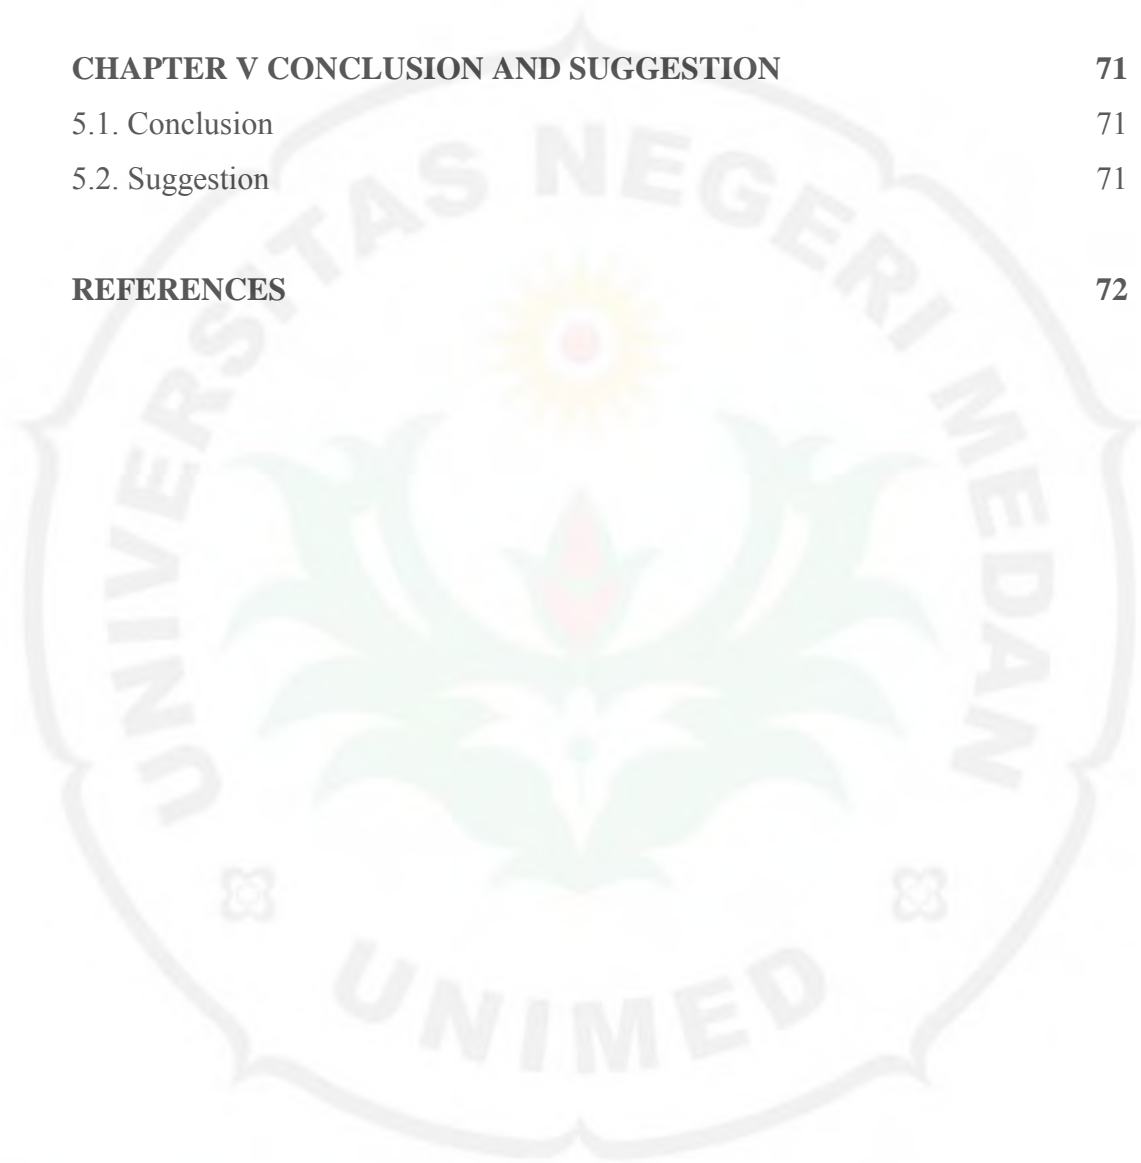 CHAPTER V CONCLUSION AND SUGGESTION 71
5.1. Conclusion 71
5.2. Suggestion 71
REFERENCES 72
UNIVERSITAS NEGERI MEDAN
UNIMED